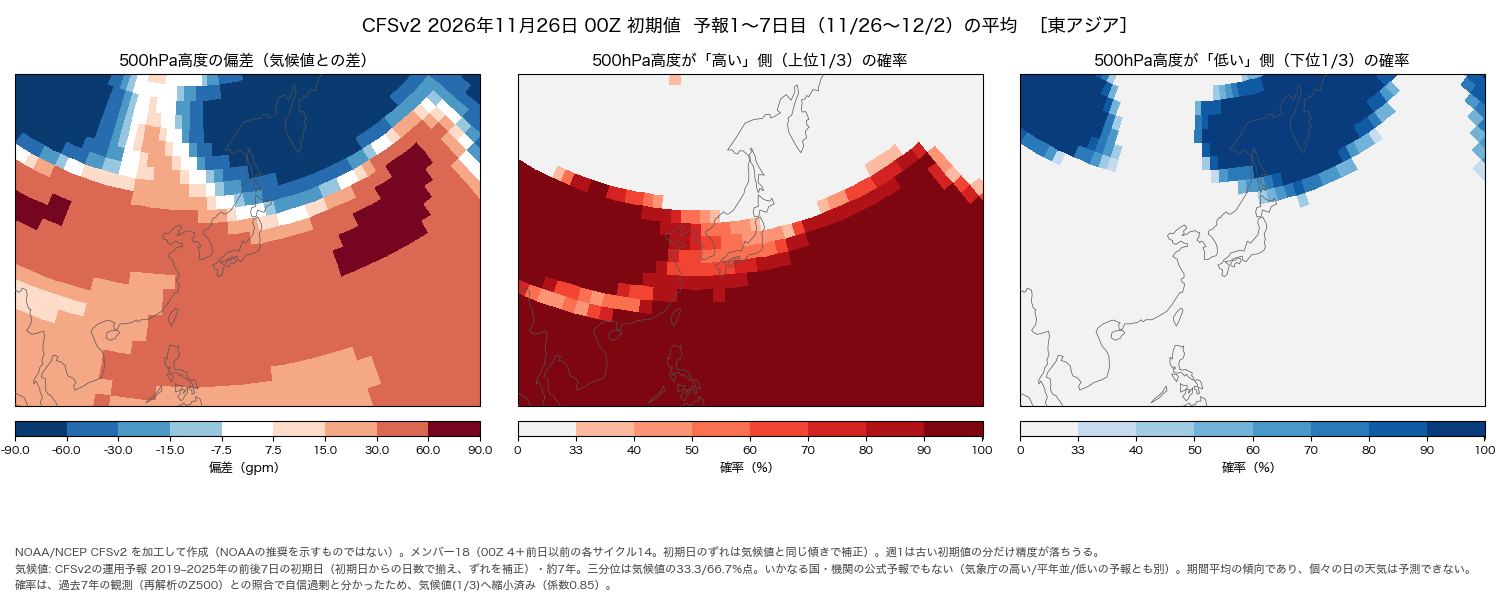 CFSv2 2026年11月26日 00Z 初期値 予報1〜7日目（11/26〜12/2）の平均 ［東アジア］
500hPa高度の偏差（気候値との差）
500hPa高度が「高い」側（上位1/3）の確率
500hPa高度が「低い」側（下位1/3）の確率
-90.0 -60.0 -30.0 -15.0 -7.5 7.5 15.0 30.0 60.0 90.0
偏差（gpm）
0 33 40 50 60 70 80 90 100
確率（%）
0 33 40 50 60 70 80 90 100
確率（%）
NOAA/NCEP CFSv2 を加工して作成（NOAAの推奨を示すものではない）。メンバー18（00Z 4＋前日以前の各サイクル14。初期日のずれは気候値と同じ傾きで補正）。週1は古い初期値の分だけ精度が落ちうる。
気候値: CFSv2の運用予報 2019–2025年の前後7日の初期日（初期日からの日数で揃え、ずれを補正）・約7年。三分位は気候値の33.3/66.7%点。いかなる国・機関の公式予報でもない（気象庁の高い/平年並/低いの予報とも別）。期間平均の傾向であり、個々の日の天気は予測できない。
確率は、過去7年の観測（再解析のZ500）との照合で自信過剰と分かったため、気候値(1/3)へ縮小済み（係数0.85）。